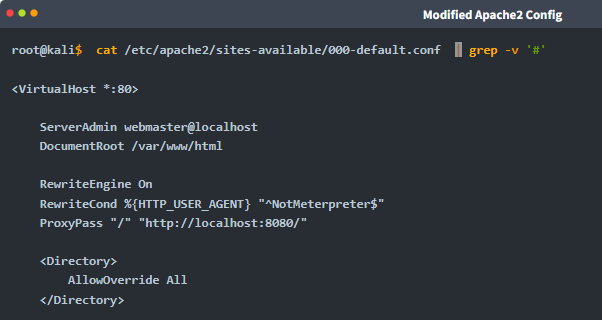 Modified Apache2 Config
root@kali$ cat /etc/apache2/sites-available/000-default.conf | grep -v '#'
<VirtualHost *:80>
ServerAdmin webmaster@localhost
DocumentRoot /var/www/html
RewriteEngine On
RewriteCond %{HTTP_USER_AGENT} "^NotMeterpreter$"
ProxyPass "/" "http://localhost:8080/"
<Directory>
AllowOverride All
</Directory>